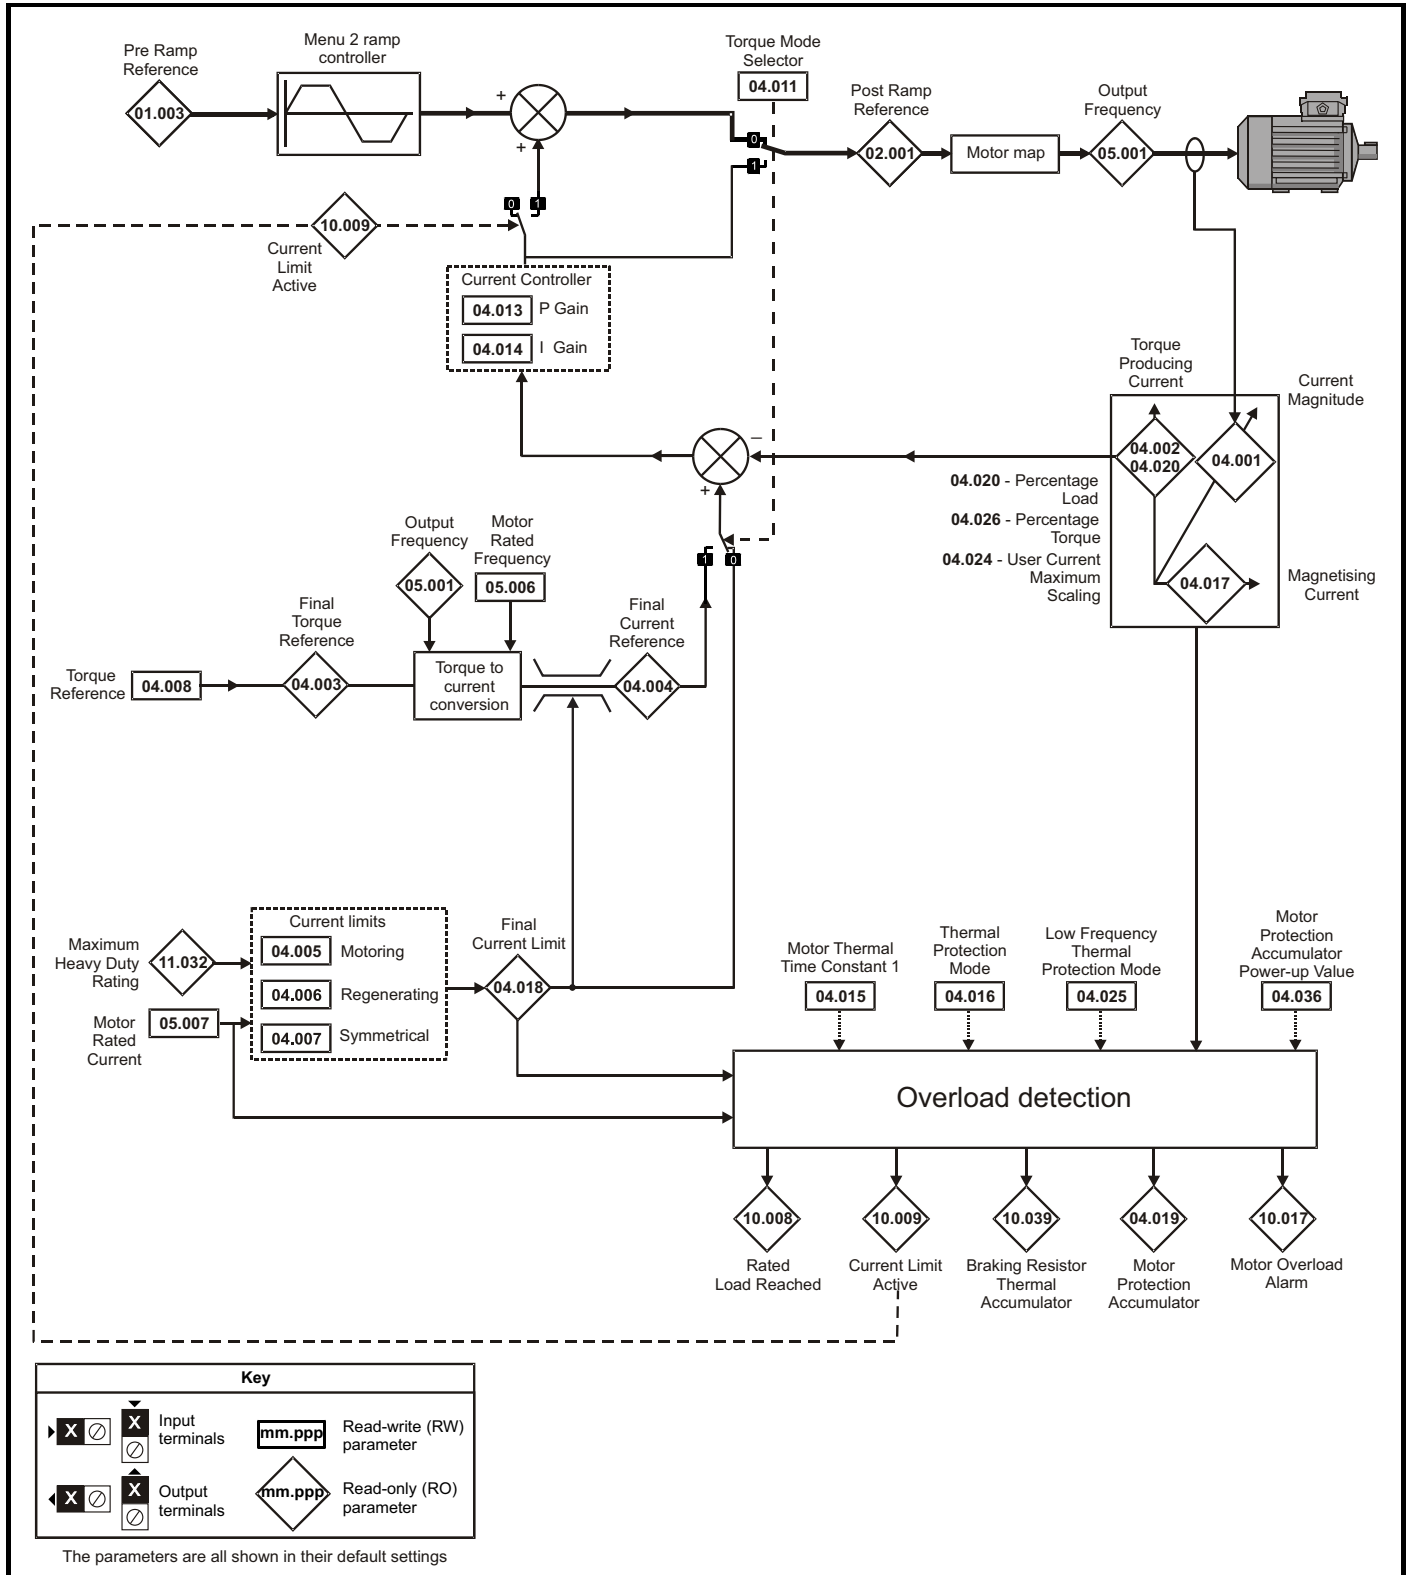 Pre Ramp
Reference
01.003
Menu 2 ramp
controller
+
+
Torque Mode
Selector
04.011
0
1
Post Ramp
Reference
02.001
Motor map
Output
Frequency
05.001
0
1
10.009
Current
Limit
Active
Current Controller
04.013 P Gain
04.014 I Gain
Torque
Producing
Current
Current
Magnitude
04.002
04.020
04.001
04.017
Magnetising
Current
04.020 - Percentage
Load
04.026 - Percentage
Torque
04.024 - User Current
Maximum
Scaling
–
+
1
0
Output
Frequency
05.001
Motor
Rated
Frequency
05.006
Final
Torque
Reference
Final
Current
Reference
Torque
Reference
04.008
04.003
Torque to
current
conversion
04.004
Maximum
Heavy Duty
Rating
11.032
Motor
Rated
Current
05.007
Current limits
04.005 Motoring
04.006 Regenerating
04.007 Symmetrical
Final
Current Limit
04.018
Motor Thermal
Time Constant 1
04.015
Thermal
Protection
Mode
04.016
Low Frequency
Thermal
Protection Mode
04.025
Motor
Protection
Accumulator
Power-up Value
04.036
Overload detection
10.008
Rated
Load Reached
10.009
Current Limit
Active
10.039
Braking Resistor
Thermal
Accumulator
04.019
Motor
Protection
Accumulator
10.017
Motor Overload
Alarm
Key
X
X
Input
terminals
mm.ppp
Read-write (RW)
parameter
X
X
Output
terminals
mm.ppp
Read-only (RO)
parameter
The parameters are all shown in their default settings